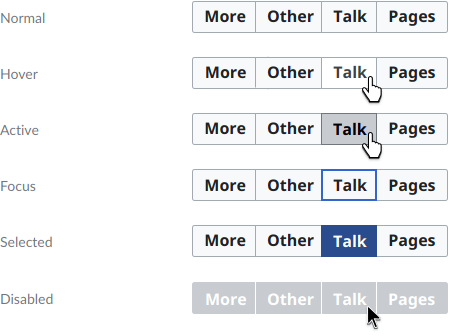 Normal More Other Talk Pages
Hover More Other Talk Pages
Active More Other Talk Pages
Focus More Other Talk Pages
Selected More Other Talk Pages
Disabled More Other Talk Pages